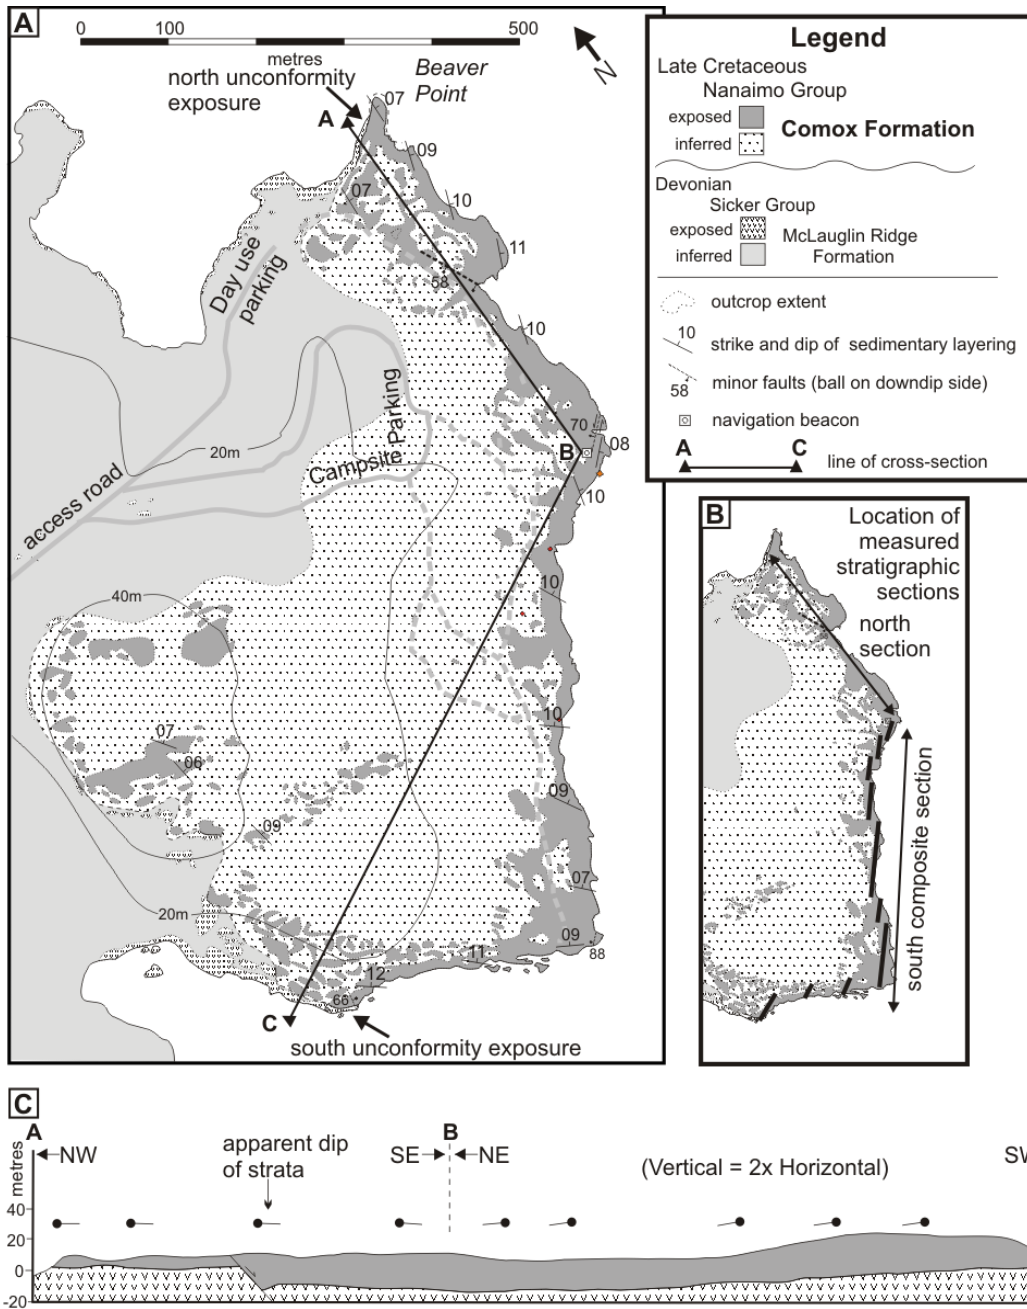 A
0 100 500
metres
N
north unconformity
exposure
Beaver
Point
A
07
09
07
10
11
58
10
Day use
parking
70
08
B
10
Parking
Campsite
20m
access road
10
40m
10
07
06
09
09
07
20m
09
88
11
12
66
C
south unconformity exposure
Legend
Late Cretaceous
Nanaimo Group
exposed
Comox Formation
inferred
Devonian
Sicker Group
exposed
McLauglin Ridge
Formation
inferred
outcrop extent
10
strike and dip of sedimentary layering
58
minor faults (ball on downdip side)
navigation beacon
A C
line of cross-section
B
Location of
measured
stratigraphic
sections
north
section
south composite section
C
A
NW
apparent dip
of strata
B
SE NE
(Vertical = 2x Horizontal)
SW
metres
40
20
0
-20